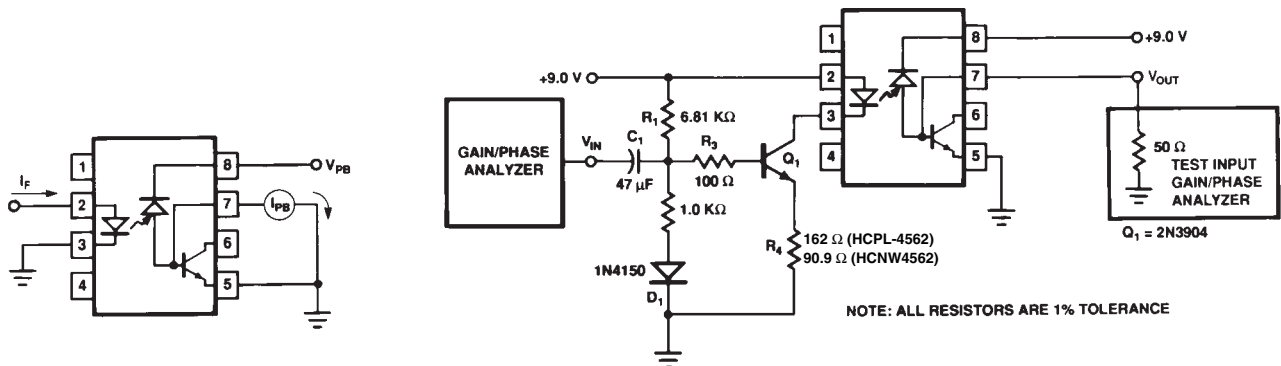 I_F
1
2
3
4
8
7
6
5
V_PB
I_PB
GAIN/PHASE
ANALYZER
+9.0 V
V_IN
C_1
47 µF
R_1
6.81 KΩ
R_3
100 Ω
1.0 KΩ
1N4150
D_1
Q_1
R_4
162 Ω (HCPL-4562)
90.9 Ω (HCNW4562)
1
2
3
4
8
7
6
5
+9.0 V
V_OUT
50 Ω
TEST INPUT
GAIN/PHASE
ANALYZER
Q_1 = 2N3904
NOTE: ALL RESISTORS ARE 1% TOLERANCE